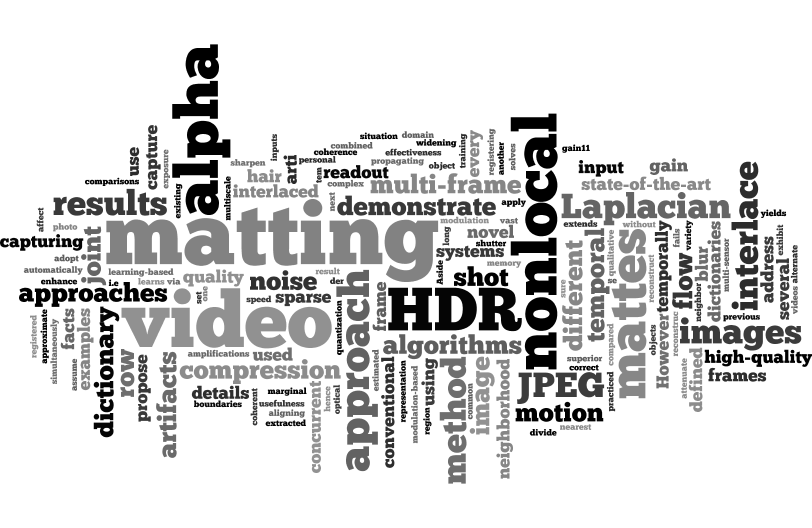 alpha
matting
video
HDR
nonlocal
mattes
approach
Laplacian
multi-frame
demonstrate
results
approaches
compression
algorithms
JPEG
images
interlace
dictionary
method
image
motion
shot
noise
sparse
readout
hair
interlaced
capture
use
exposure
comparisons
existing
multiscale
sharpen
inputs
arti
personal
tem
coherence
combined
situation
domain
widening
effectiveness
propagating
object
training
every
registering
another
solves
complex
next
modulation
vast
apply
novel
long
shutter
systems
memory
Aside
gain11
input
gain
state-of-the-art
extends
without
yields
temporal
different
sure
qualitative
se
reconstruct
temporally
However
falls
variety
flow
neighbor
blur
multi-sensor
dictionaries
previous
address
several
exhibit
videos
alternate
high-quality
frames
defined
attenuate
reconstruc
objects
compared
practiced
superior
correct
nearest
divide
neighborhood
common
using
region
modulation-based
representation
conventional
estimated
frame
quantization
optical
hence
concurrent
marginal
usefulness
aligning
extracted
coherent
details
boundaries
amplifications
used
artifacts
propose
row
examples
facts
assume
simultaneously
approximate
registered
speed
set
one
result
der
quality
learning-based
learns via
i.e
enhance
automatically
adopt
capturing
photo
affect
joint